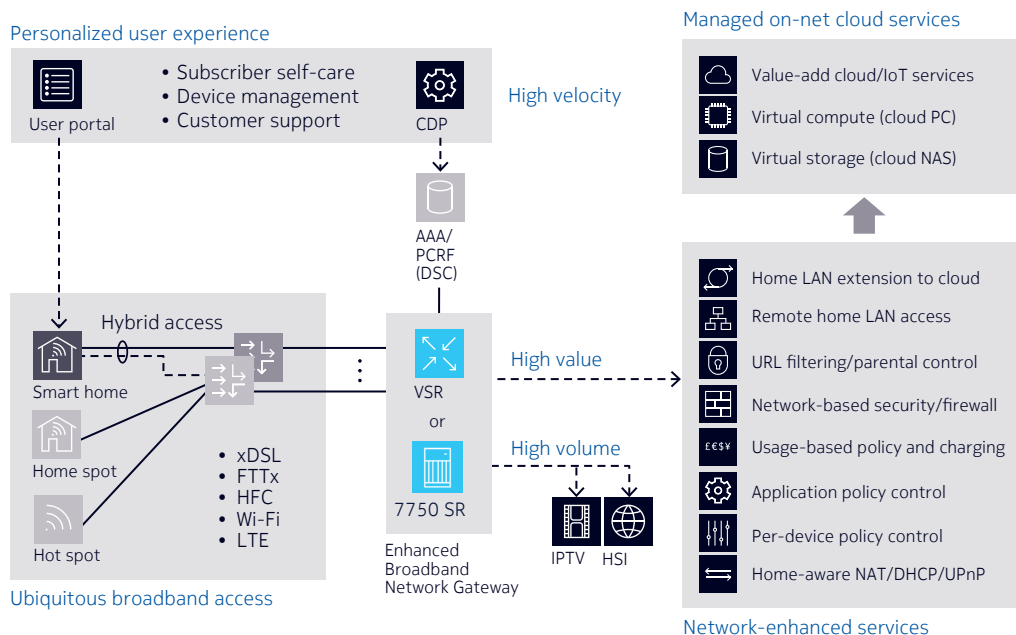 Personalized user experience
User portal
• Subscriber self-care
• Device management
• Customer support
CDP
High velocity
AAA/
PCRF
(DSC)
Hybrid access
Smart home
Home spot
Hot spot
• xDSL
• FTTx
• HFC
• Wi-Fi
• LTE
Ubiquitous broadband access
VSR
or
7750 SR
Enhanced
Broadband
Network Gateway
High value
High volume
IPTV
HSI
Managed on-net cloud services
Value-add cloud/IoT services
Virtual compute (cloud PC)
Virtual storage (cloud NAS)
Home LAN extension to cloud
Remote home LAN access
URL filtering/parental control
Network-based security/firewall
£€$¥ Usage-based policy and charging
Application policy control
Per-device policy control
Home-aware NAT/DHCP/UPnP
Network-enhanced services